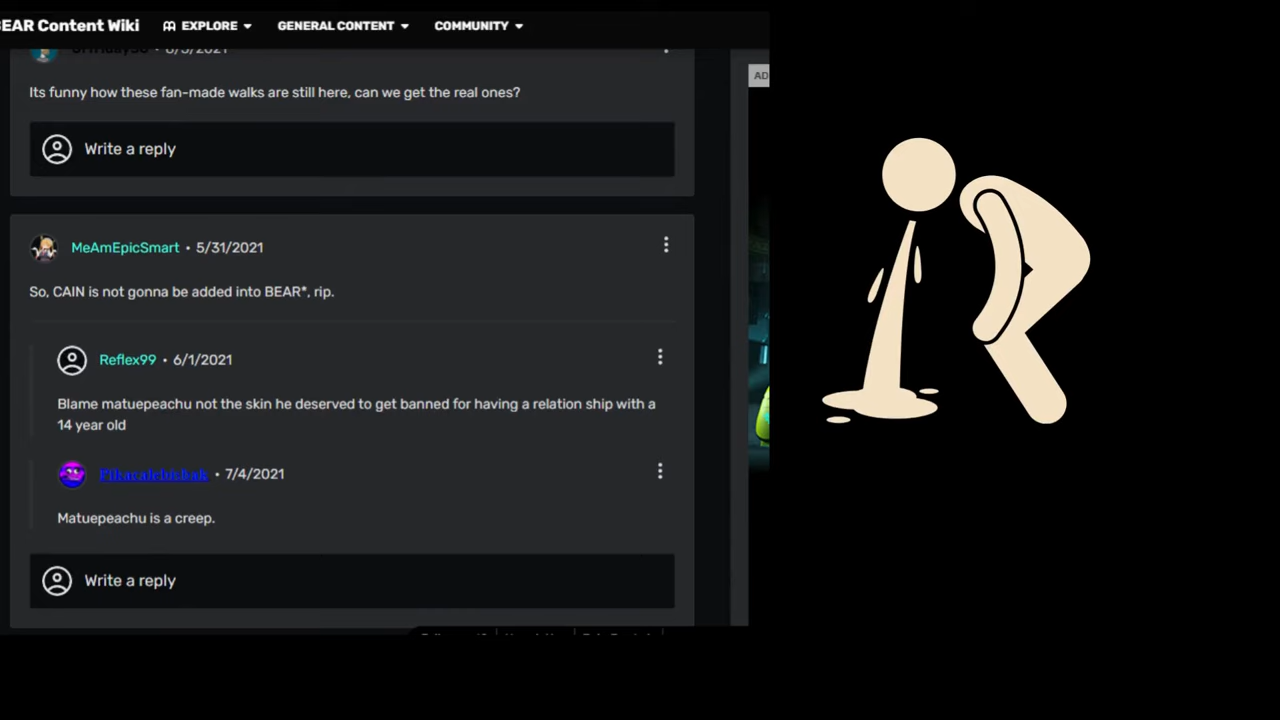 BEAR Content Wiki EXPLORE GENERAL CONTENT COMMUNITY
AD
Its funny how these fan-made walks are still here, can we get the real ones?
Write a reply
MeAmEpicSmart • 5/31/2021
So, CAIN is not gonna be added into BEAR*, rip.
Reflex99 • 6/1/2021
Blame matuepeachu not the skin he deserved to get banned for having a relation ship with a
14 year old
• 7/4/2021
Matuepeachu is a creep.
Write a reply